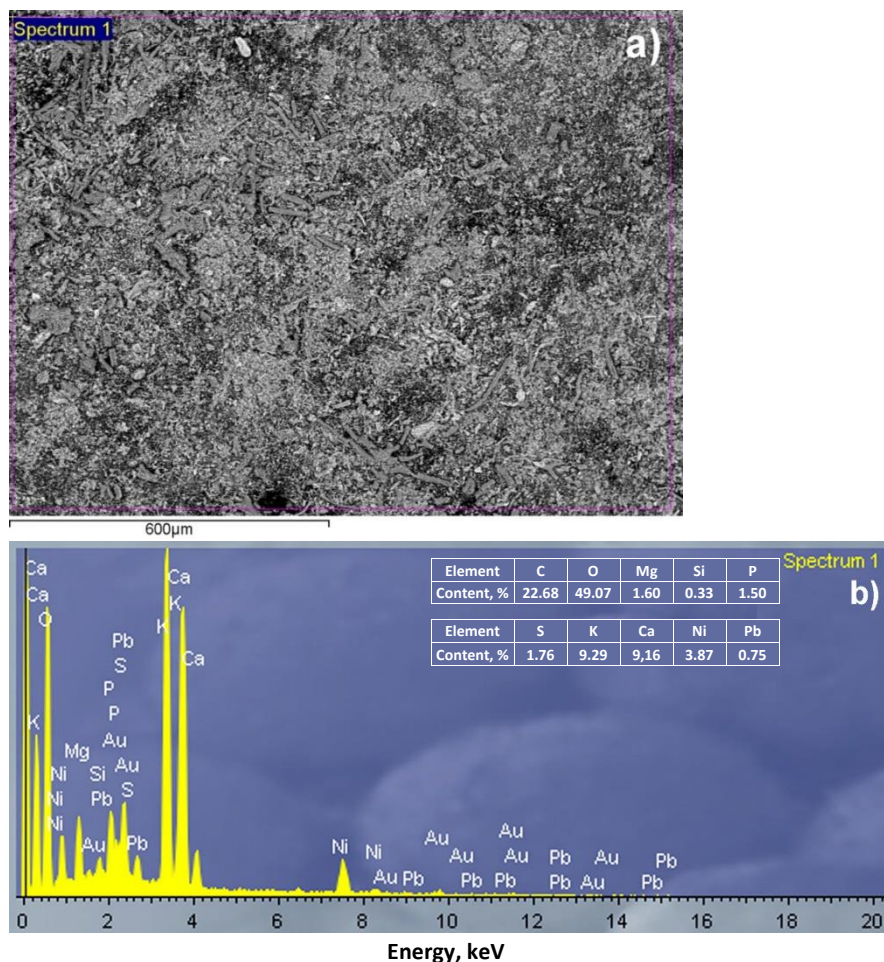 Spectrum 1
a)
600µm
Spectrum 1
b)
Element C O Mg Si P
Content, % 22.68 49.07 1.60 0.33 1.50
Element S K Ca Ni Pb
Content, % 1.76 9.29 9,16 3.87 0.75
Ca
Ca
O
K
Ni
Ni
Ni
Mg
Au
Si
Pb
P
P
Au
Pb
S
Au
S
Pb
Ca
K
K
Ca
Ni
Ni
Au
Pb
Au
Au
Pb
Au
Au
Pb
Pb
Pb
Au
Au
Pb
Pb
0 2 4 6 8 10 12 14 16 18 20
Energy, keV